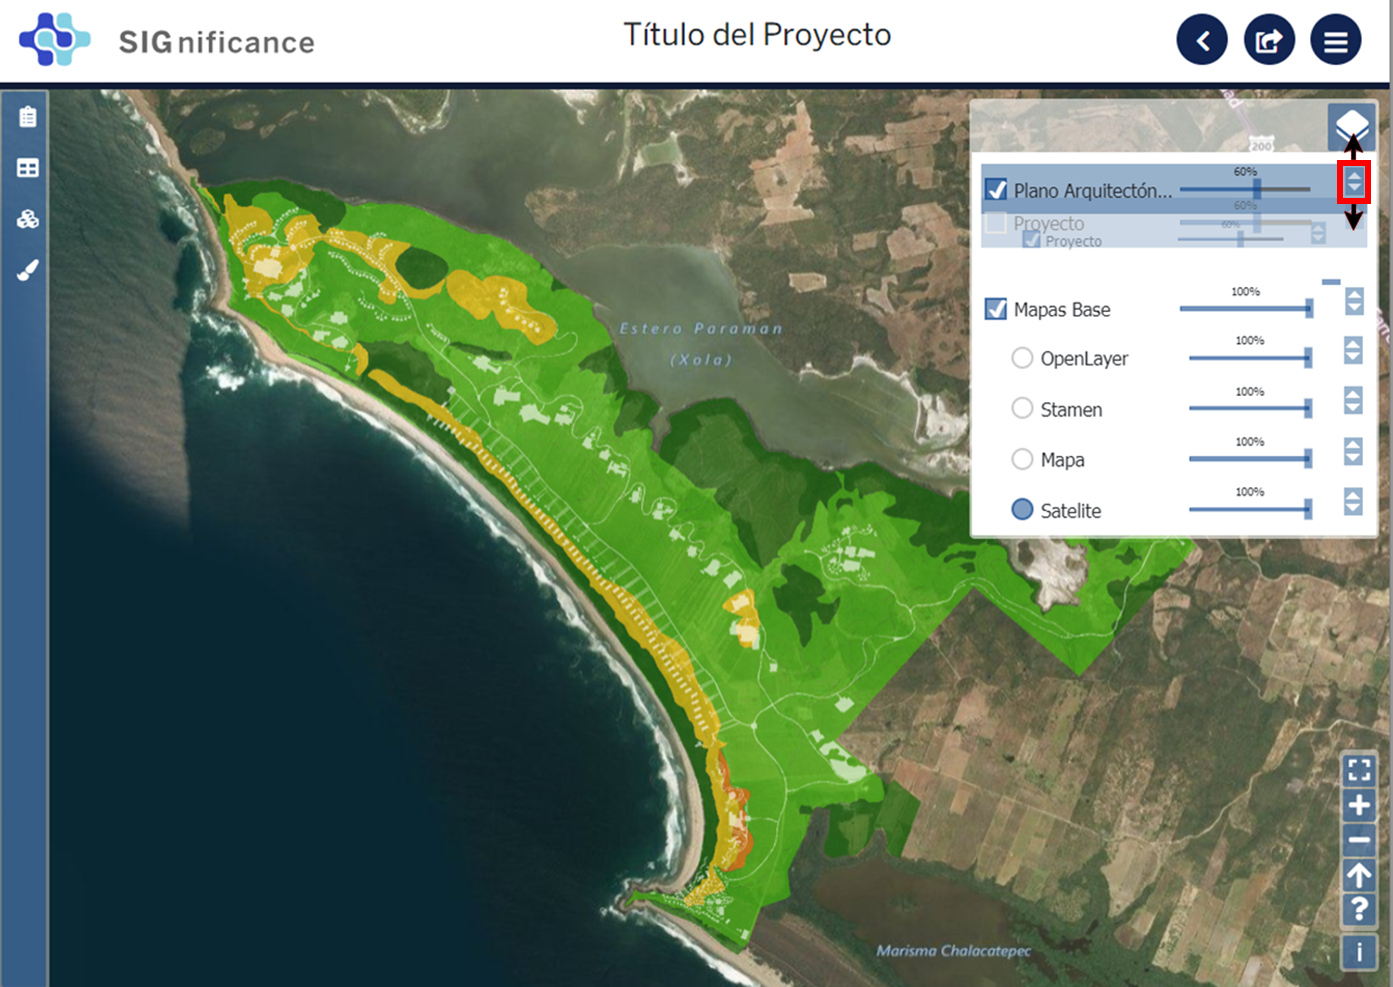 SIGnificance
Título del Proyecto
200
60%
Plano Arquitectón...
60%
Proyecto
60%
Proyecto
100%
Mapas Base
100%
OpenLayer
100%
Stamen
100%
Mapa
100%
Satelite
Estero Paraman
(Xola)
Marisma Chalacatepec
+
−
?
i